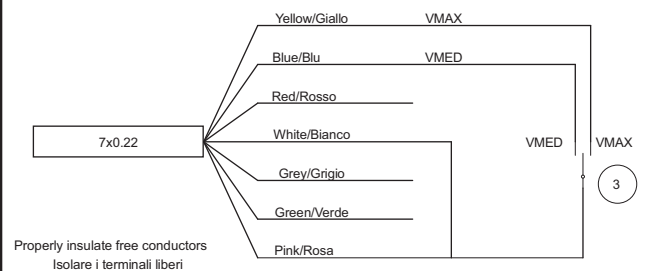 Yellow/Giallo VMAX
Blue/Blu VMED
Red/Rosso
7x0.22 White/Bianco VMED VMAX
Grey/Grigio 3
Green/Verde
Pink/Rosa
Properly insulate free conductors
Isolare i terminali liberi